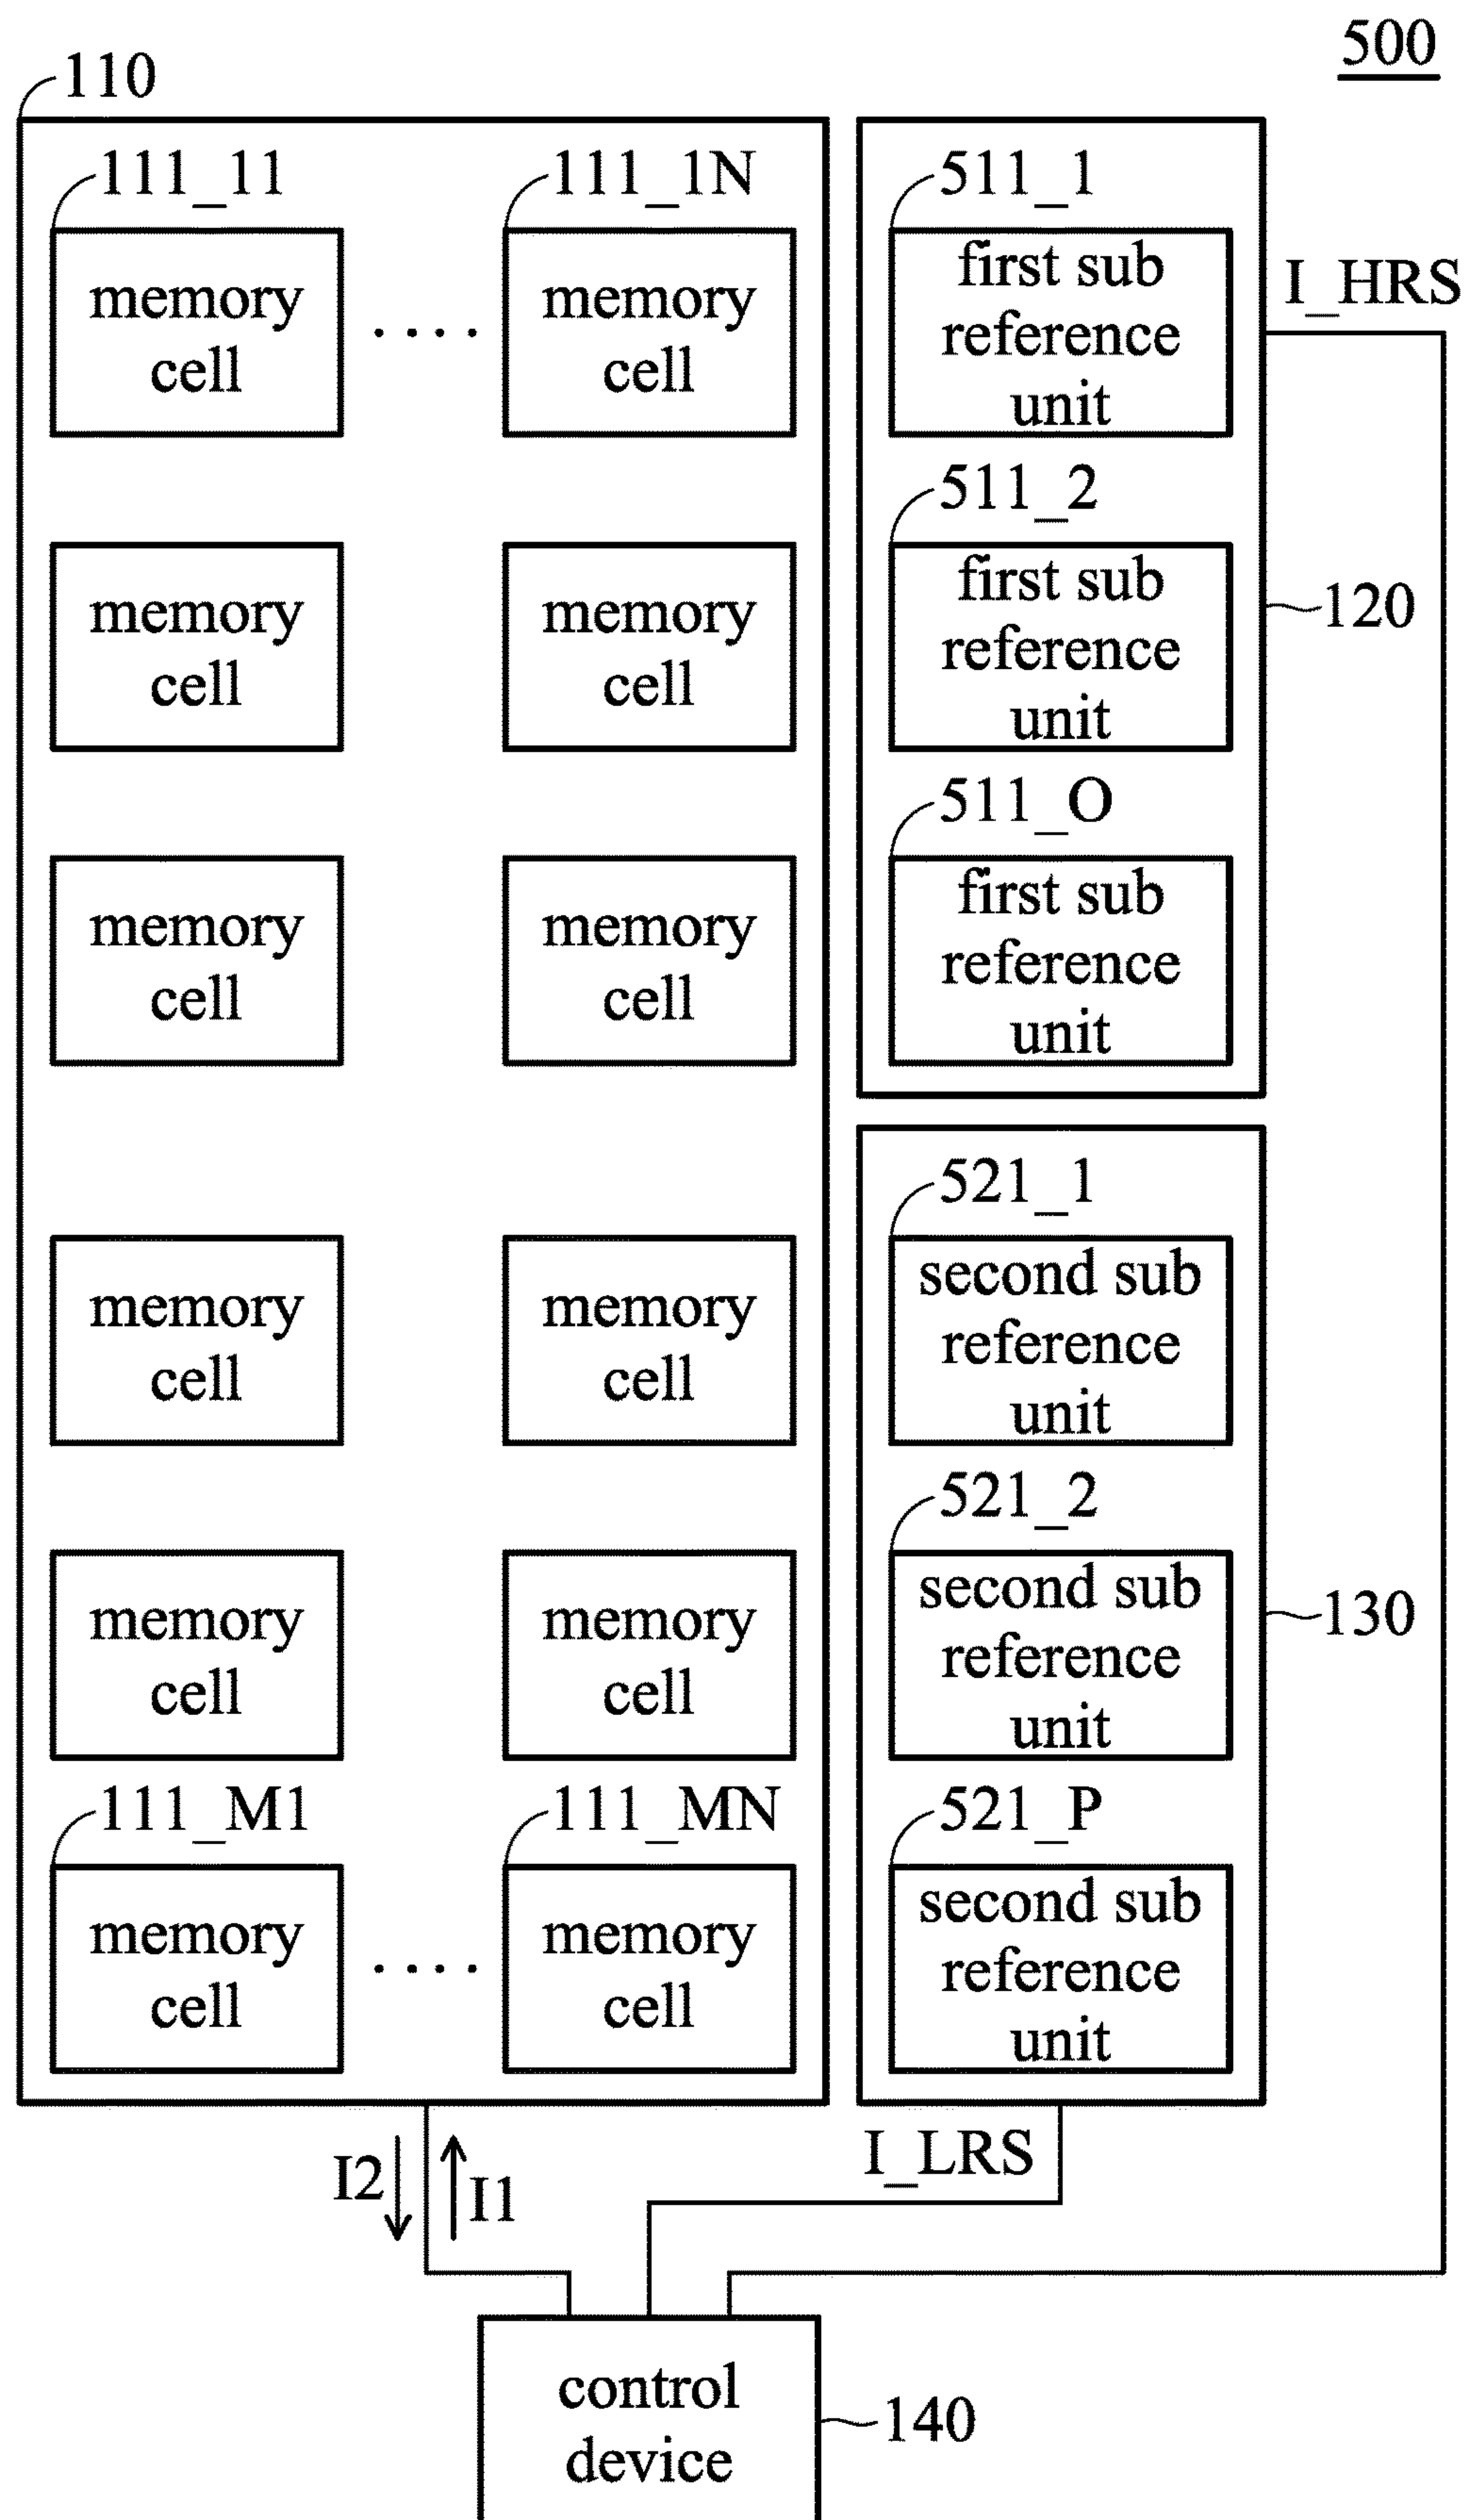 500
110
111_11
111_1N
511_1
memory
cell
....
memory
cell
first sub
reference
unit
I_HRS
511_2
memory
cell
memory
cell
first sub
reference
unit
120
511_O
memory
cell
memory
cell
first sub
reference
unit
521_1
memory
cell
memory
cell
second sub
reference
unit
521_2
memory
cell
memory
cell
second sub
reference
unit
130
111_M1
111_MN
521_P
memory
cell
....
memory
cell
second sub
reference
unit
I2
I1
I_LRS
control
device
140